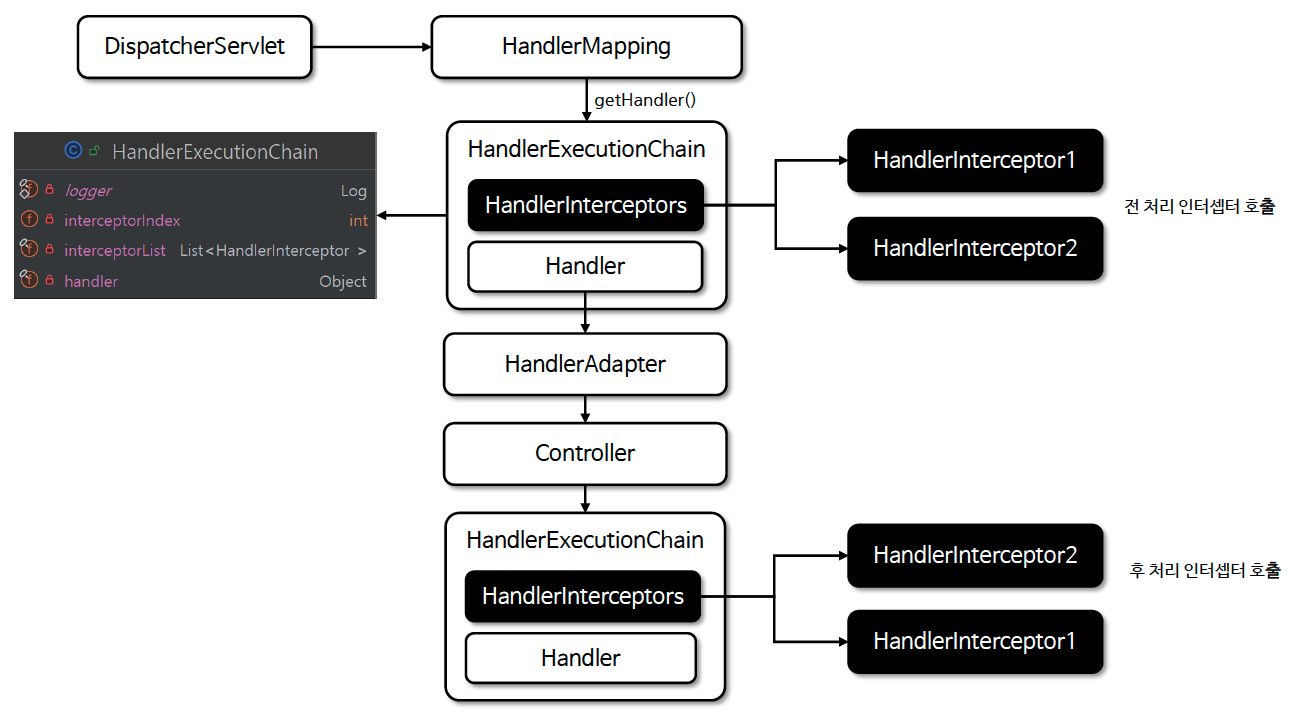 DispatcherServlet
HandlerMapping
getHandler()
HandlerExecutionChain
logger Log
interceptorIndex int
interceptorList List<HandlerInterceptor >
handler Object
HandlerExecutionChain
HandlerInterceptors
Handler
HandlerInterceptor1
HandlerInterceptor2
전 처리 인터셉터 호출
HandlerAdapter
Controller
HandlerExecutionChain
HandlerInterceptors
Handler
HandlerInterceptor2
HandlerInterceptor1
후 처리 인터셉터 호출